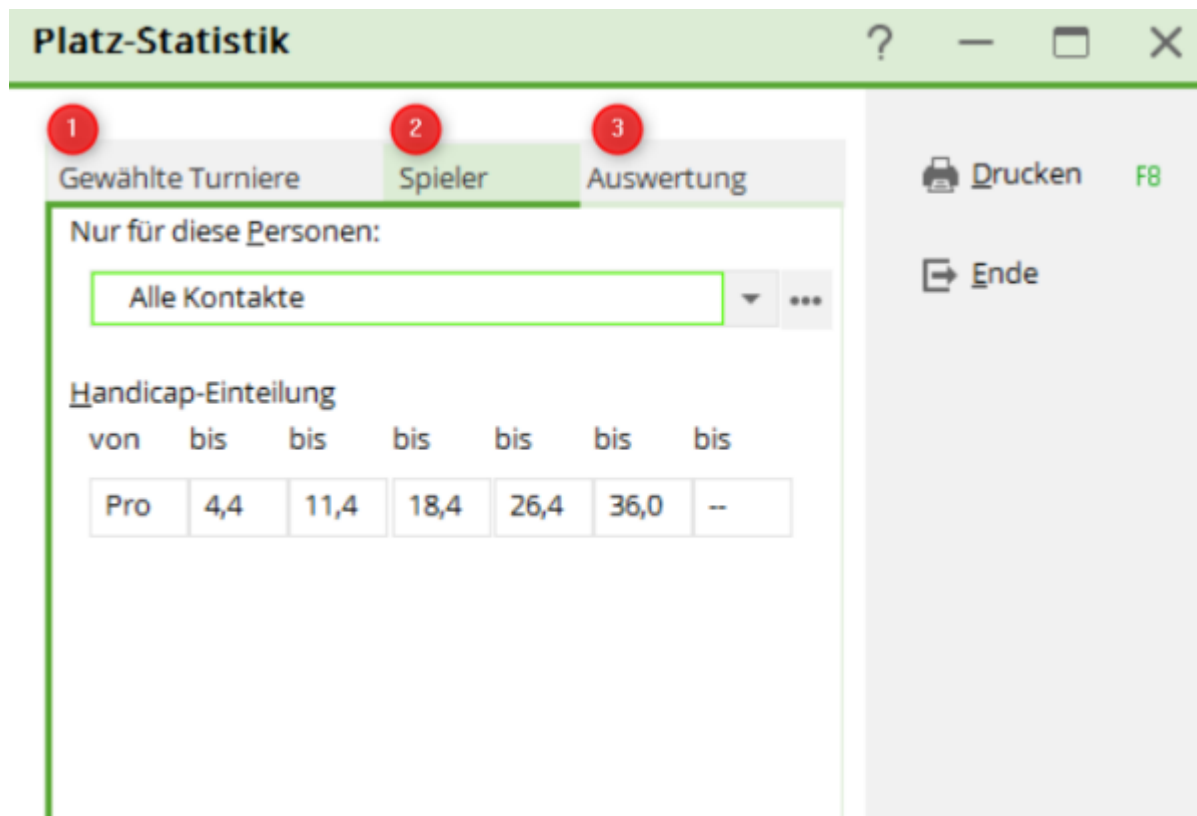 Platz-Statistik ?
1 2 3
Gewählte Turniere Spieler Auswertung
Nur für diese Personen:
Alle Kontakte
Handicap-Einteilung
von bis bis bis bis bis bis
Pro 4,4 11,4 18,4 26,4 36,0 --
Drucken F8
Ende